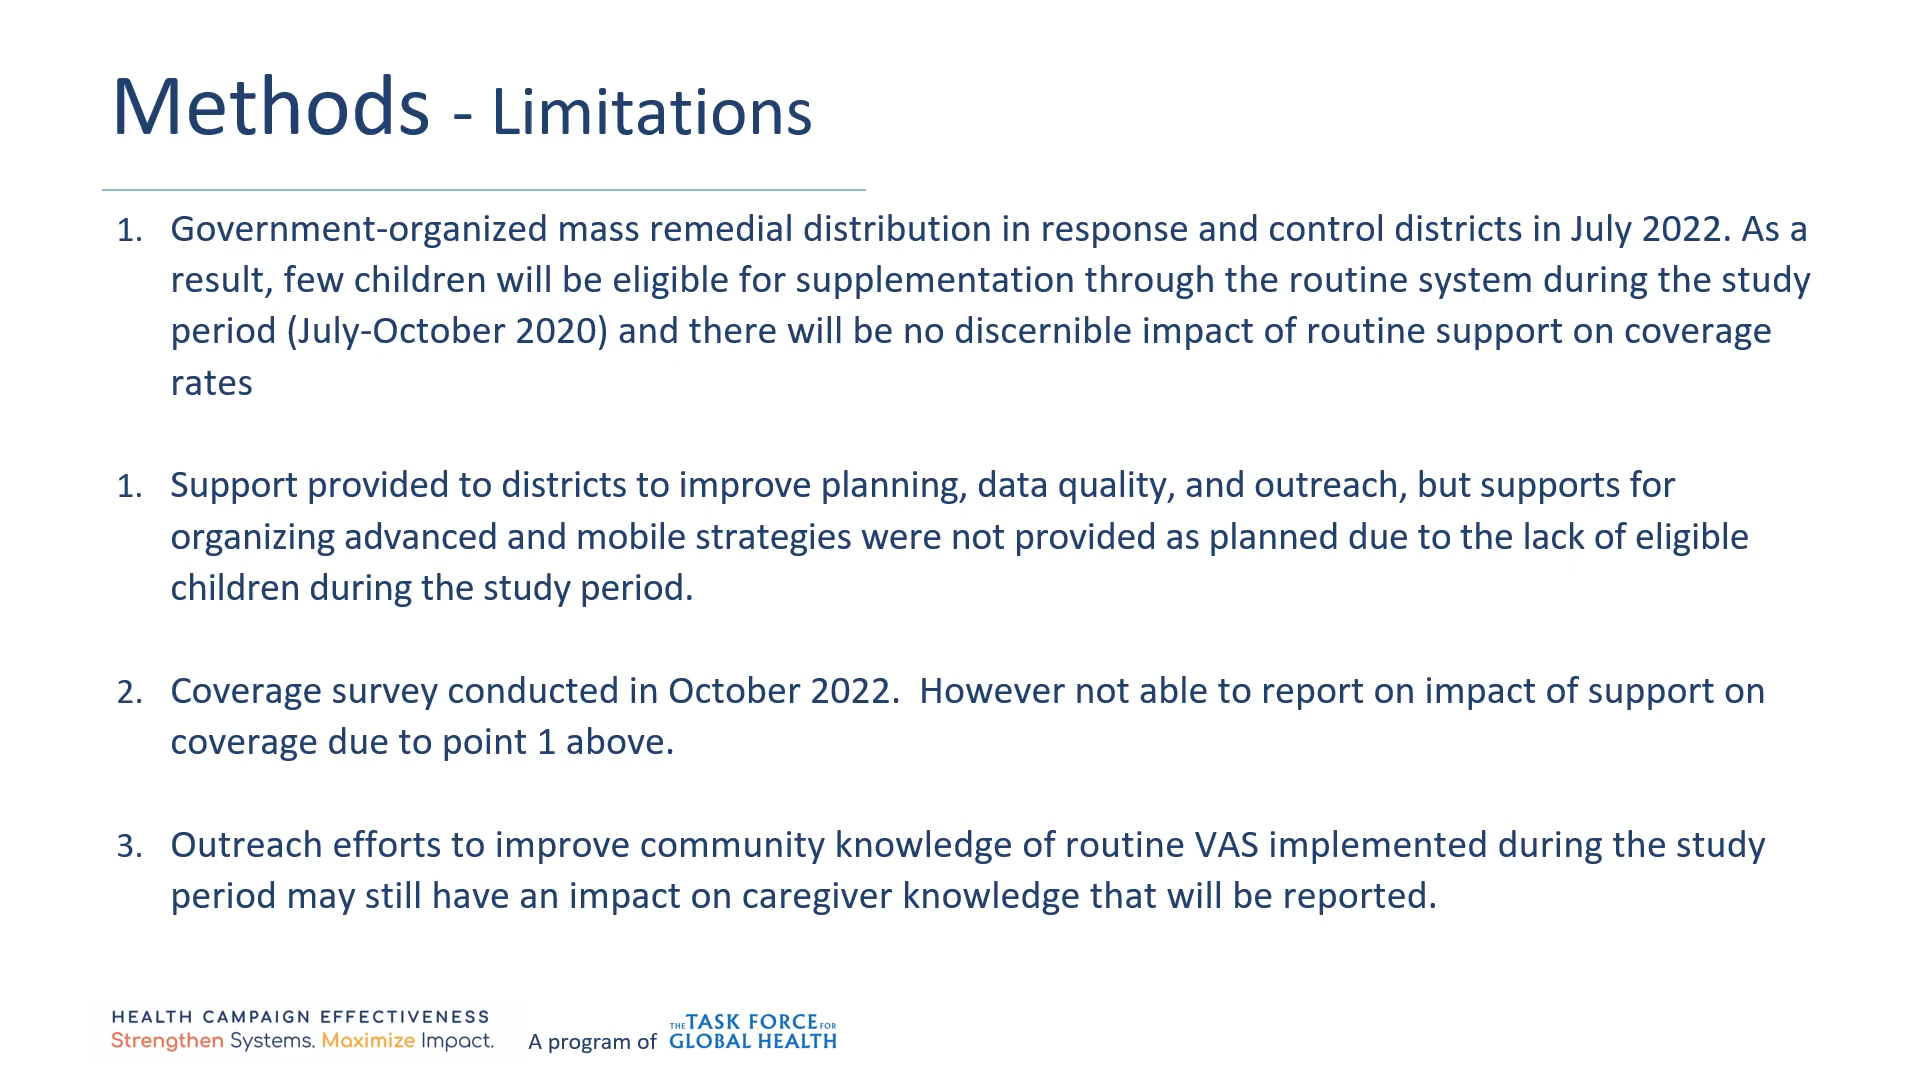 Methods - Limitations
1. Government-organized mass remedial distribution in response and control districts in July 2022. As a
result, few children will be eligible for supplementation through the routine system during the study
period (July-October 2020) and there will be no discernible impact of routine support on coverage
rates
1. Support provided to districts to improve planning, data quality, and outreach, but supports for
organizing advanced and mobile strategies were not provided as planned due to the lack of eligible
children during the study period.
2. Coverage survey conducted in October 2022.  However not able to report on impact of support on
coverage due to point 1 above.
3. Outreach efforts to improve community knowledge of routine VAS implemented during the study
period may still have an impact on caregiver knowledge that will be reported.
HEALTH CAMPAIGN EFFECTIVENESS
Strengthen Systems. Maximize Impact.
A program of
THE TASK FORCE FOR
GLOBAL HEALTH